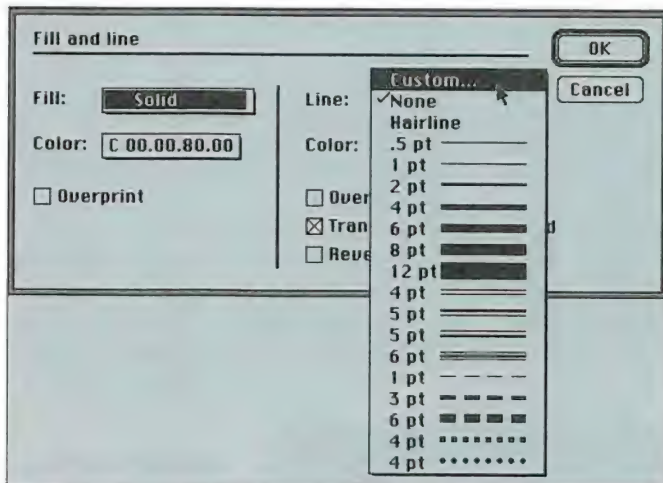 Fill and line
OK
Cancel
Fill:
Solid
Color:
C 00.00.80.00
Overprint
Line:
Color:
Over
Tran
d
Reve
Custom...
✓None
Hairline
.5 pt
1 pt
2 pt
4 pt
6 pt
8 pt
12 pt
4 pt
5 pt
5 pt
6 pt
1 pt
3 pt
6 pt
4 pt
4 pt